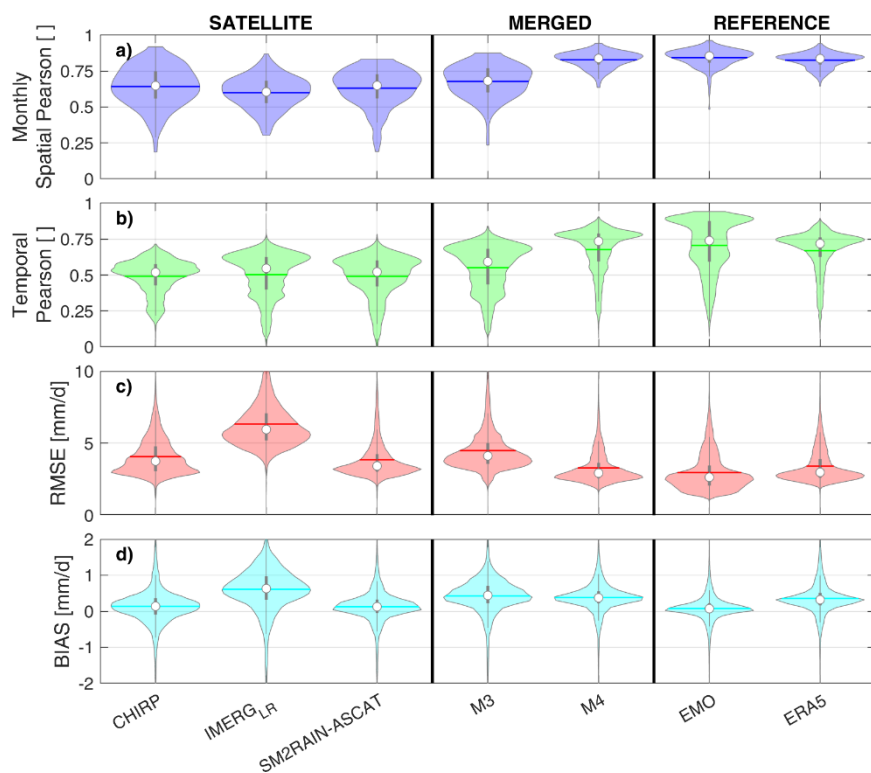 SATELLITE MERGED REFERENCE
a)
Monthly
Spatial Pearson [ ]
1
0.75
0.5
0.25
0
b)
Temporal
Pearson [ ]
1
0.75
0.5
0.25
0
c)
RMSE [mm/d]
10
5
0
d)
BIAS [mm/d]
2
1
0
-1
-2
CHIRP IMERG_LR SM2RAIN-ASCAT M3 M4 EMO ERA5